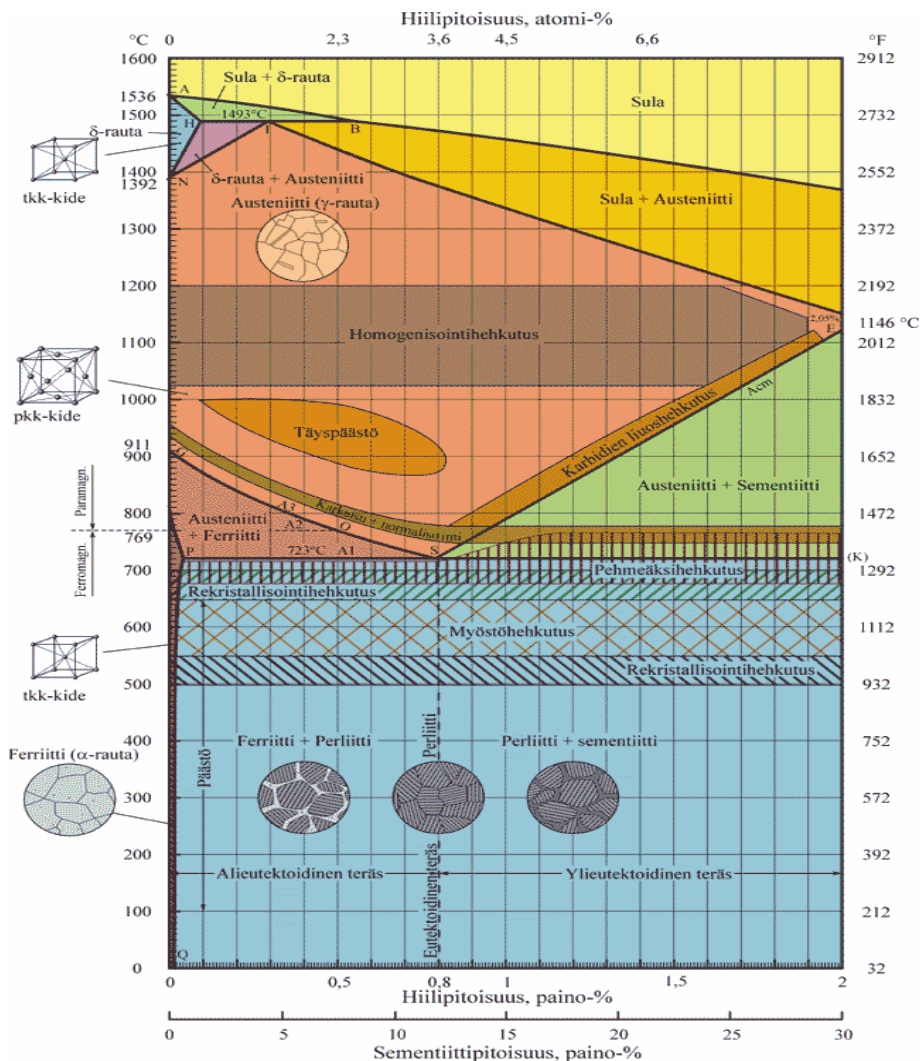 Hiilipitoisuus, atomi-%
0 2,3 3,6 4,5 6,6
°C
°F
1600
2912
A
1536
Sula + δ-rauta
Sula
1500
1493°C
2732
H
I
B
δ-rauta
1400
2552
1392
N
tkk-kide
δ-rauta + Austeniitti
Austeniitti (γ-rauta)
Sula + Austeniitti
1300
2372
1200
2192
2,05%
1146 °C
E
Homogenisointihehkutus
1100
2012
Acm
1000
1832
pkk-kide
Täyspäästö
Karbidien liuoshehkutus
911
900
1652
G
Austeniitti + Sementiitti
Paramagn.
800
A3
Karkaisu + normalisointi
1472
Austeniitti
+ Ferriitti
A2
O
769
P
723°C A1
S
(K)
Ferromagn.
700
Pehmeäksihehkutus
1292
Rekristallisointihehkutus
600
Myöstöhehkutus
1112
tkk-kide
Rekristallisointihehkutus
500
932
400
Ferriitti + Perliitti
Perliitti
Perliitti + sementiitti
752
Ferriitti (α-rauta)
Päästö
300
572
200
392
Alieutektoidinen teräs
Eutektoidinen teräs
Ylieutektoidinen teräs
100
212
Q
0
32
0 0,5 0,8 1 1,5 2
Hiilipitoisuus, paino-%
0 5 10 15 20 25 30
Sementiittipitoisuus, paino-%